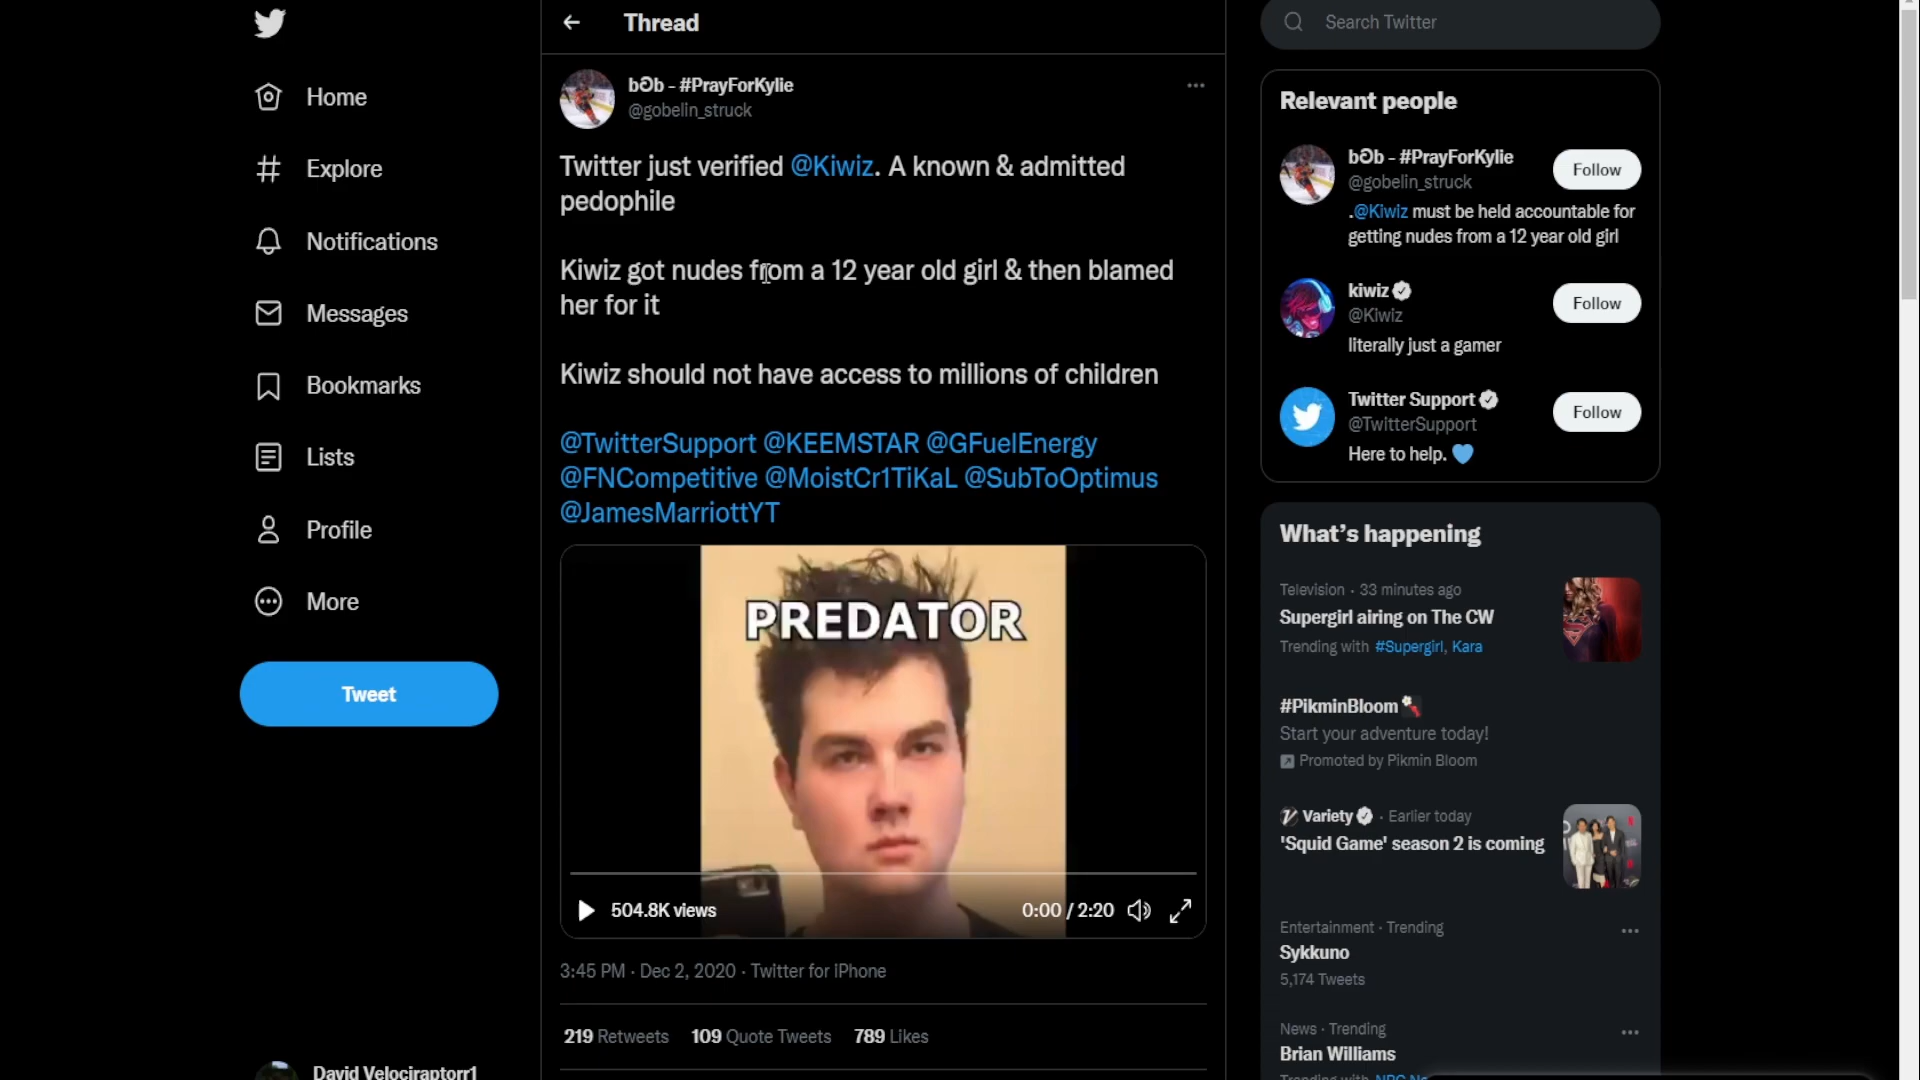 Thread
Search Twitter
Home
Explore
Notifications
Messages
Bookmarks
Lists
Profile
More
Tweet
David Velociraptorr1
bᘐb - #PrayForKylie
@gobelin_struck
Twitter just verified @Kiwiz. A known & admitted
pedophile
Kiwiz got nudes from a 12 year old girl & then blamed
her for it
Kiwiz should not have access to millions of children
@TwitterSupport @KEEMSTAR @GFuelEnergy
@FNCompetitive @MoistCr1TiKaL @SubToOptimus
@JamesMarriottYT
PREDATOR
504.8K views
0:00 / 2:20
3:45 PM · Dec 2, 2020 · Twitter for iPhone
219 Retweets 109 Quote Tweets 789 Likes
Relevant people
bᘐb - #PrayForKylie
@gobelin_struck
Follow
.@Kiwiz must be held accountable for
getting nudes from a 12 year old girl
kiwiz
@Kiwiz
Follow
literally just a gamer
Twitter Support
@TwitterSupport
Follow
Here to help. 💙
What's happening
Television · 33 minutes ago
Supergirl airing on The CW
Trending with #Supergirl, Kara
#PikminBloom
Start your adventure today!
Promoted by Pikmin Bloom
Variety · Earlier today
'Squid Game' season 2 is coming
Entertainment · Trending
Sykkuno
5,174 Tweets
News · Trending
Brian Williams
Trending with